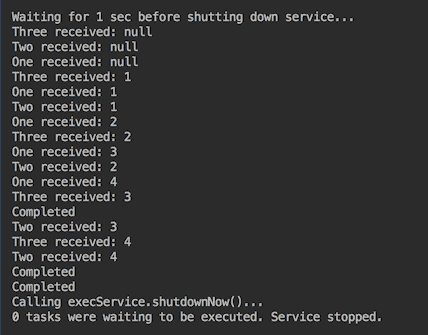 Waiting for 1 sec before shutting down service...
Three received: null
Two received: null
One received: null
Three received: 1
One received: 1
Two received: 1
One received: 2
Three received: 2
One received: 3
Two received: 2
One received: 4
Three received: 3
Completed
Two received: 3
Three received: 4
Two received: 4
Completed
Completed
Calling execService.shutdownNow()...
0 tasks were waiting to be executed. Service stopped.